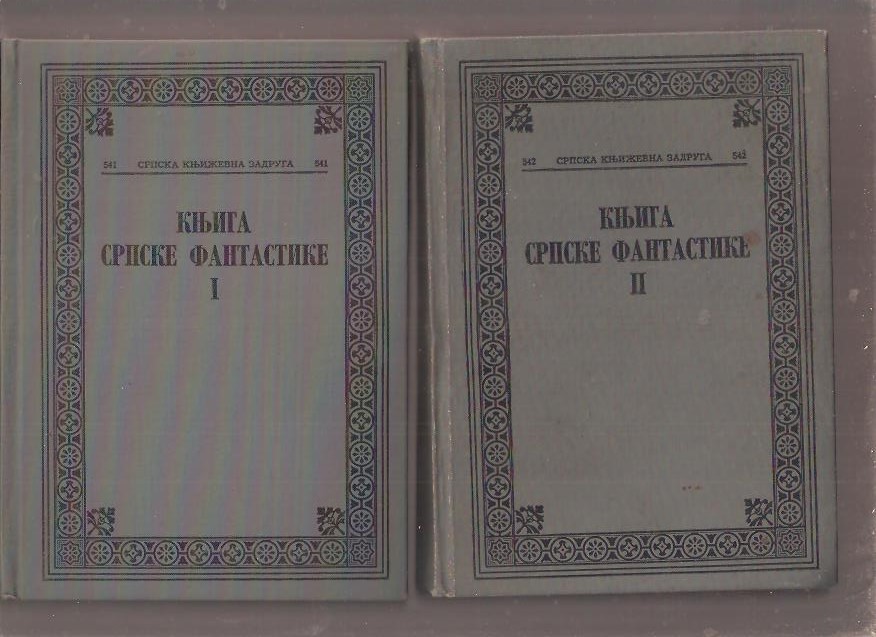 541 СРПСКА КЊИЖЕВНА ЗАДРУГА 541
КЊИГА
СРПСКЕ ФАНТАСТИКЕ
I
542 СРПСКА КЊИЖЕВНА ЗАДРУГА 542
КЊИГА
СРПСКЕ ФАНТАСТИКЕ
II